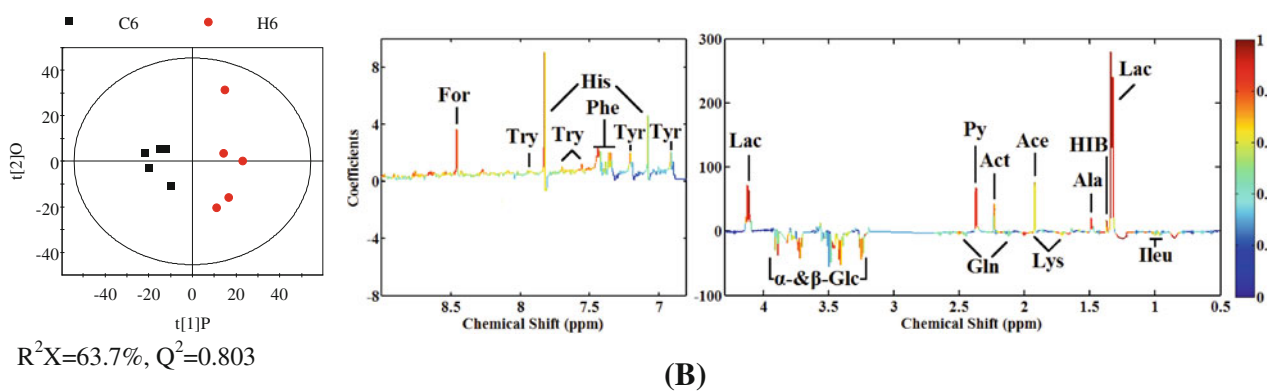 C6 H6
t[2]O
40
20
0
-20
-40
-40 -20 0 20 40
t[1]P
R²X=63.7%, Q²=0.803
Coefficients
8
4
0
-4
-8
For
His
Phe
Try Try Tyr Tyr
8.5 8 7.5 7
Chemical Shift (ppm)
300
200
100
0
-100
Lac
Lac
Py
Act
Ace
HIB
Ala
α-&β-Glc
Gln
Lys
Ileu
4 3.5 3 2.5 2 1.5 1 0.5
Chemical Shift (ppm)
1
0
(B)